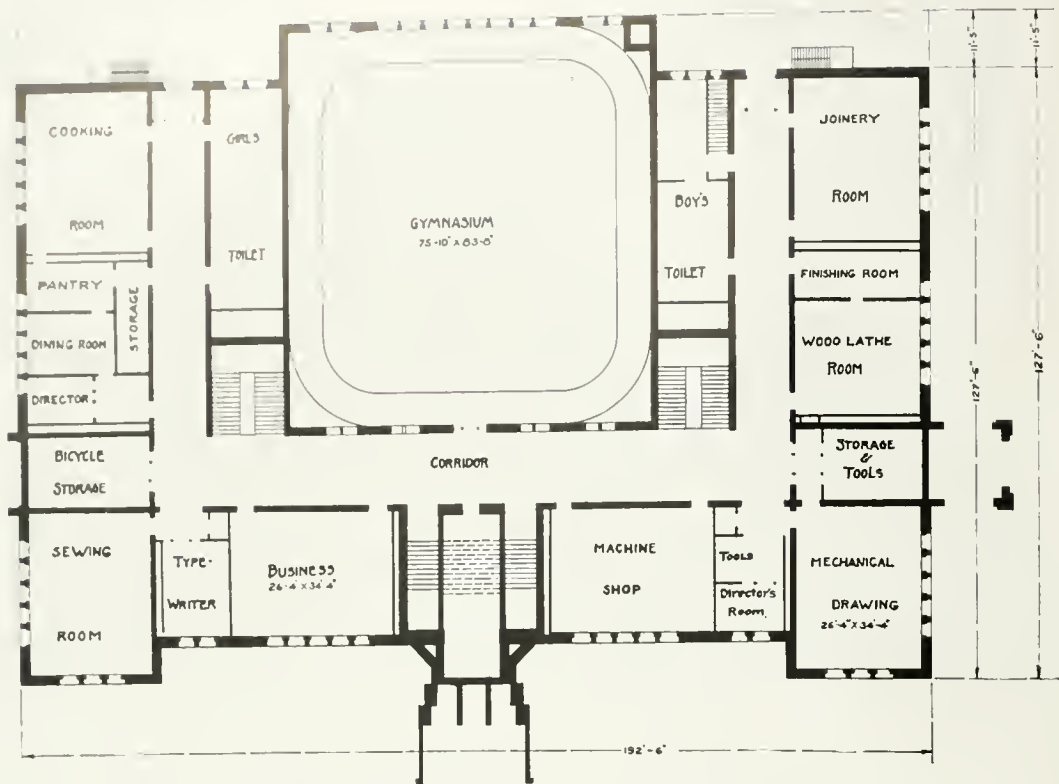 11'-5"
11'-5"
COOKING
ROOM
GIRLS
TOILET
GYMNASIUM
75-10" X 83-8"
BOY'S
TOILET
JOINERY
ROOM
PANTRY
STORAGE
DINING ROOM
DIRECTOR
FINISHING ROOM
WOOD LATHE
ROOM
127'-6"
127'-6"
BICYCLE
STORAGE
CORRIDOR
STORAGE
&
TOOLS
SEWING
ROOM
TYPE-
WRITER
BUSINESS
26'-4" X 34'-4"
MACHINE
SHOP
TOOLS
Director's
Room
MECHANICAL
DRAWING
26'-4" X 34'-4"
192'-6"